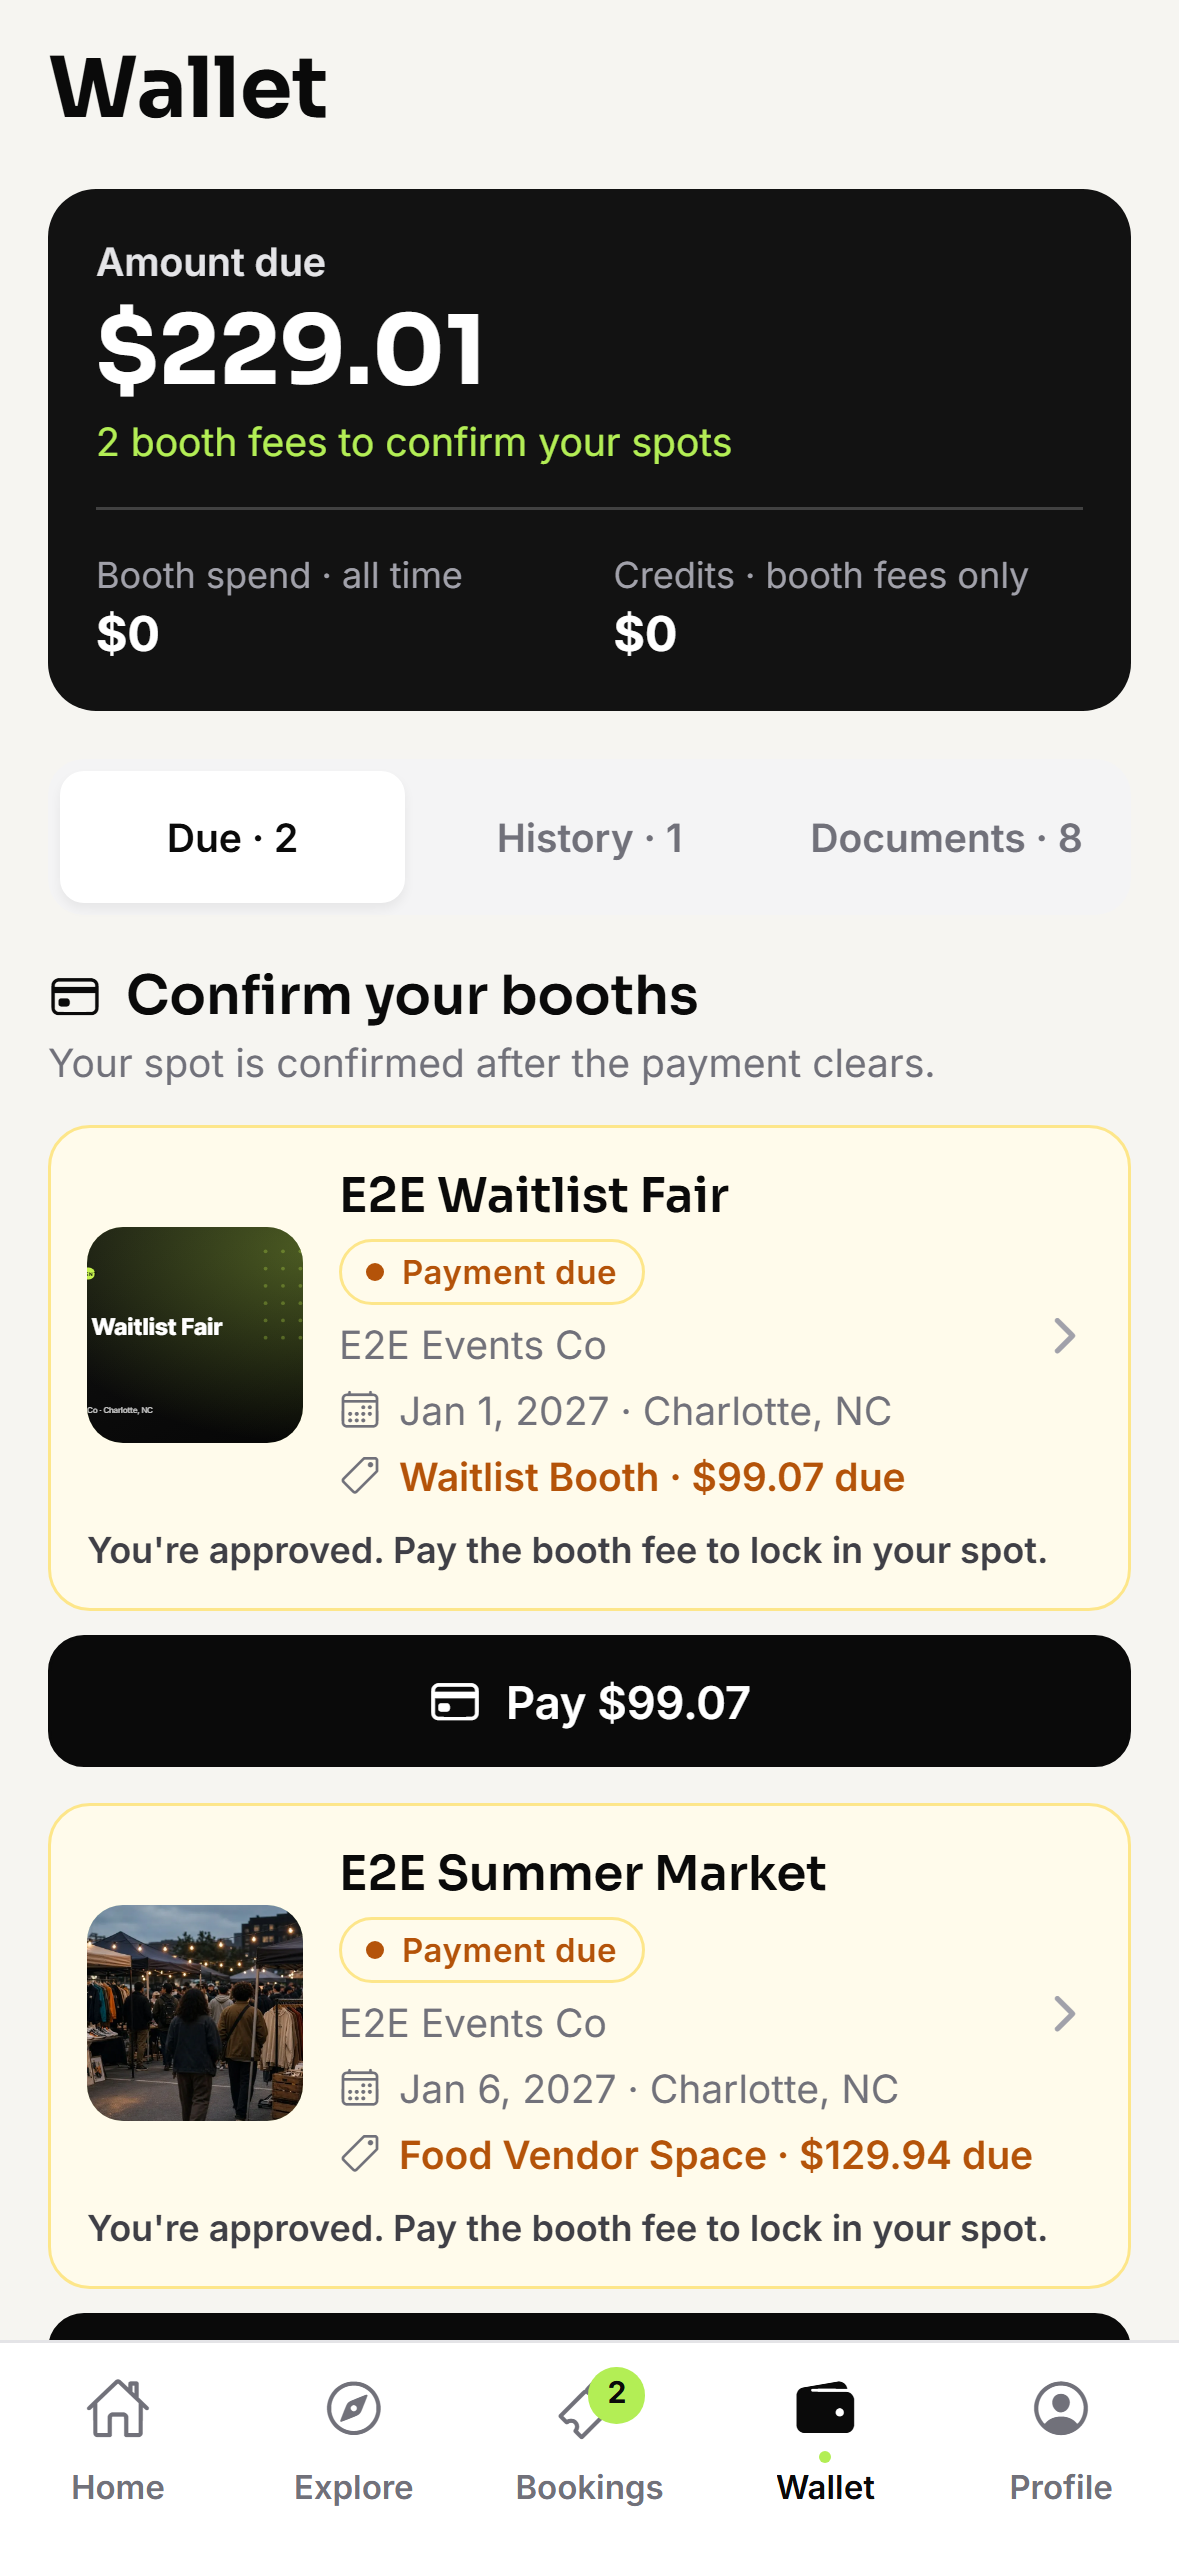 Wallet
Amount due
$229.01
2 booth fees to confirm your spots
Booth spend · all time
$0
Credits · booth fees only
$0
Due · 2
History · 1
Documents · 8
Confirm your booths
Your spot is confirmed after the payment clears.
E2E Waitlist Fair
Payment due
Waitlist Fair
Co · Charlotte, NC
E2E Events Co
Jan 1, 2027 · Charlotte, NC
Waitlist Booth · $99.07 due
You're approved. Pay the booth fee to lock in your spot.
Pay $99.07
E2E Summer Market
Payment due
E2E Events Co
Jan 6, 2027 · Charlotte, NC
Food Vendor Space · $129.94 due
You're approved. Pay the booth fee to lock in your spot.
2
Home
Explore
Bookings
Wallet
Profile